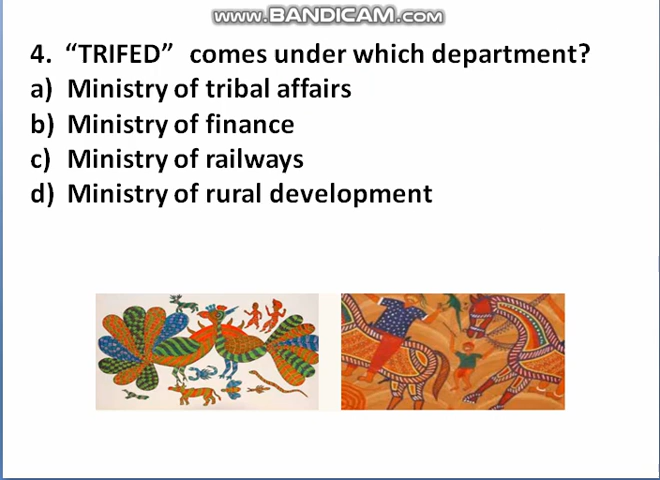 www.BANDICAM.com
4. “TRIFED” comes under which department?
a) Ministry of tribal affairs
b) Ministry of finance
c) Ministry of railways
d) Ministry of rural development